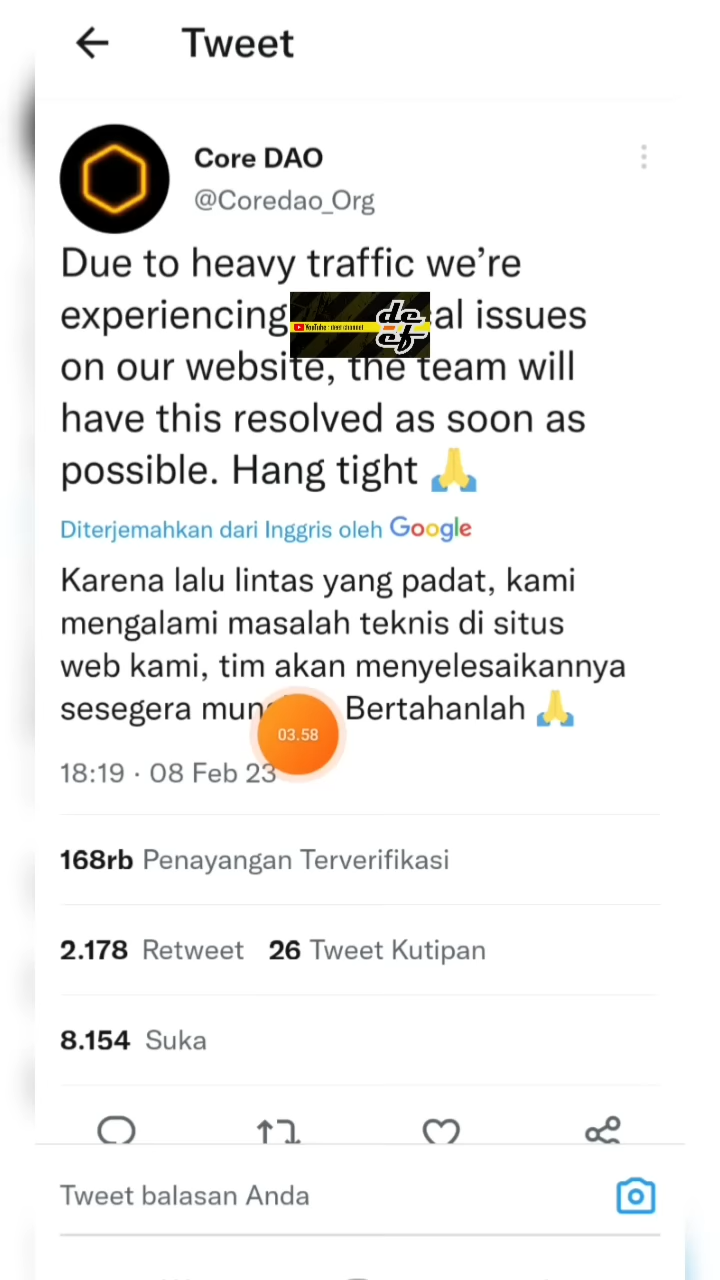 Tweet
Core DAO
@Coredao_Org
Due to heavy traffic we're
experiencing al issues
on our website, the team will
have this resolved as soon as
possible. Hang tight 🙏
Diterjemahkan dari Inggris oleh Google
Karena lalu lintas yang padat, kami
mengalami masalah teknis di situs
web kami, tim akan menyelesaikannya
sesegera mun Bertahanlah 🙏
03.58
18:19 · 08 Feb 23
168rb Penayangan Terverifikasi
2.178 Retweet 26 Tweet Kutipan
8.154 Suka
Tweet balasan Anda